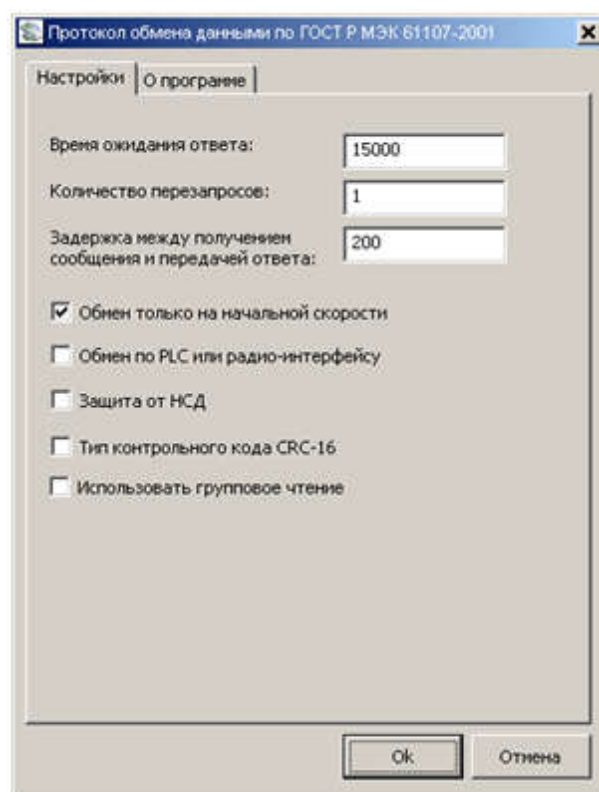 Протокол обмена данными по ГОСТ Р МЭК 61107-2001
Настройки
О программе
Время ожидания ответа:
15000
Количество перезапросов:
1
Задержка между получением
сообщения и передачей ответа:
200
Обмен только на начальной скорости
Обмен по PLC или радио-интерфейсу
Защита от НСД
Тип контрольного кода CRC-16
Использовать групповое чтение
Ok
Отмена